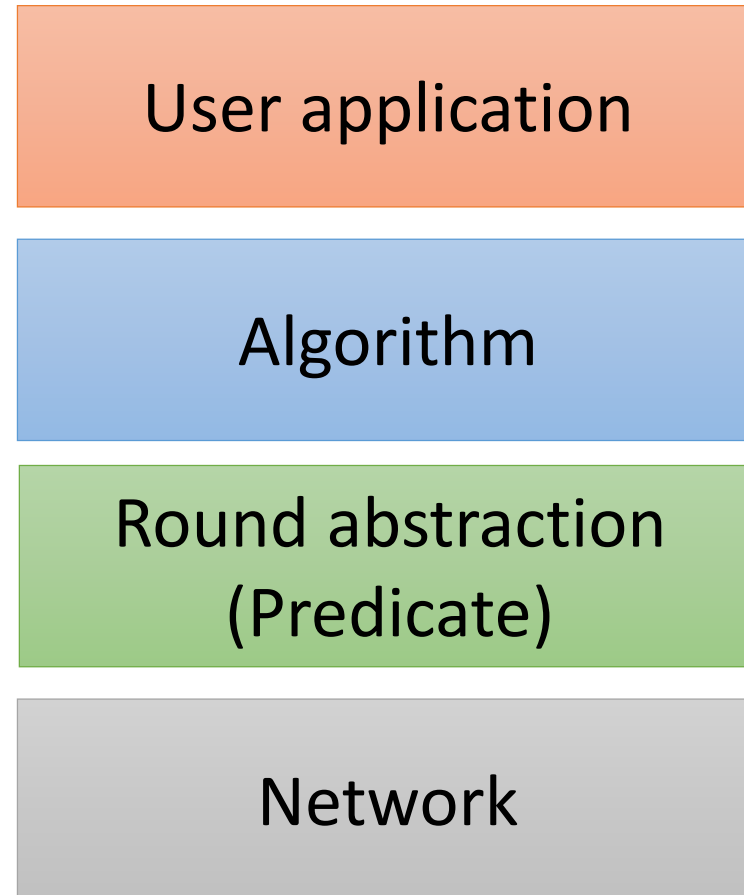 User application
Algorithm
Round abstraction
(Predicate)
Network